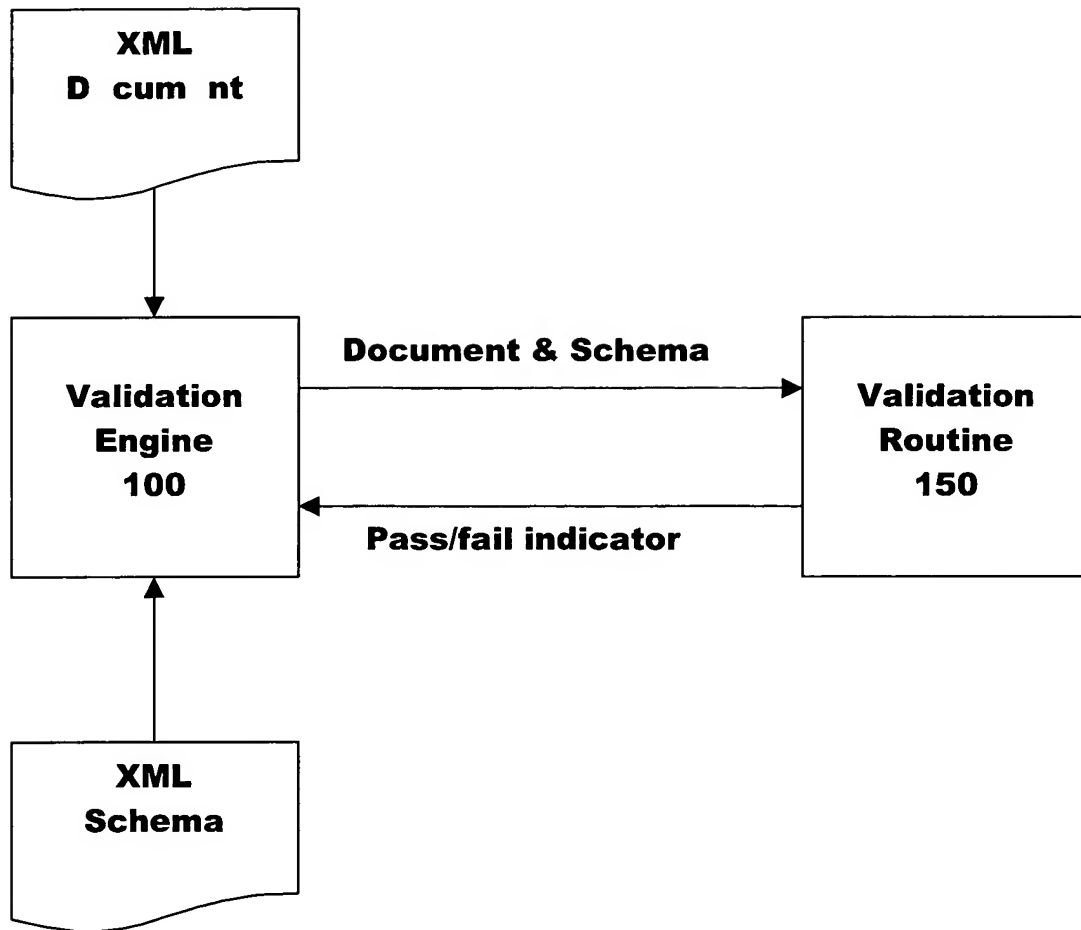 XML
D cum nt
Document & Schema
Validation
Engine
100
Validation
Routine
150
Pass/fail indicator
XML
Schema